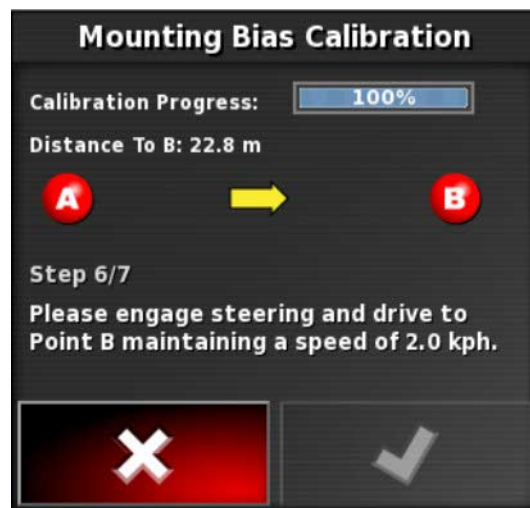 Mounting Bias Calibration
Calibration Progress: 100%
Distance To B: 22.8 m
A B
Step 6/7
Please engage steering and drive to
Point B maintaining a speed of 2.0 kph.